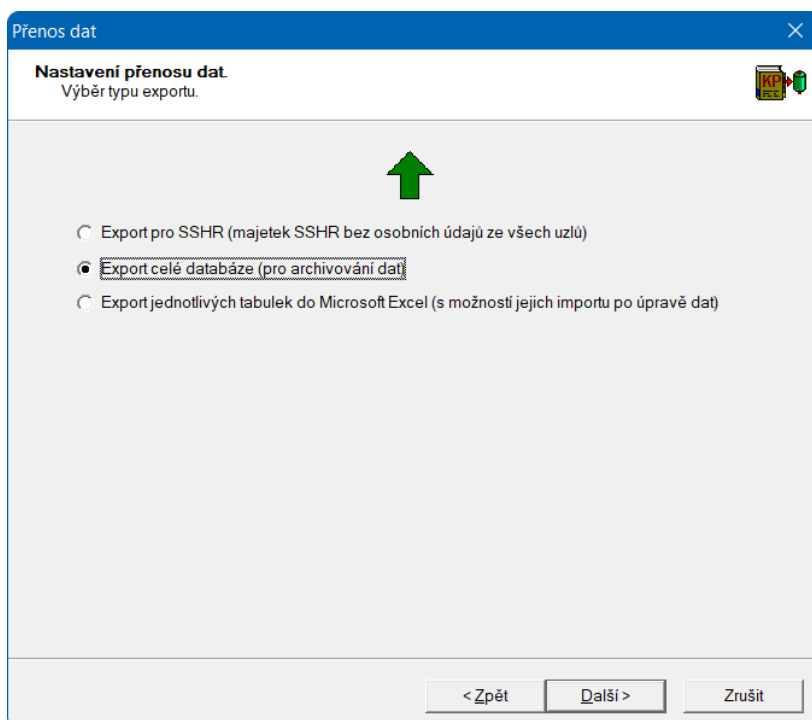 Přenos dat
Nastavení přenosu dat.
Výběr typu exportu.
KP
Export pro SSHR (majetek SSHR bez osobních údajů ze všech uzlů)
Export celé databáze (pro archivování dat)
Export jednotlivých tabulek do Microsoft Excel (s možností jejich importu po úpravě dat)
< Zpět
Další >
Zrušit